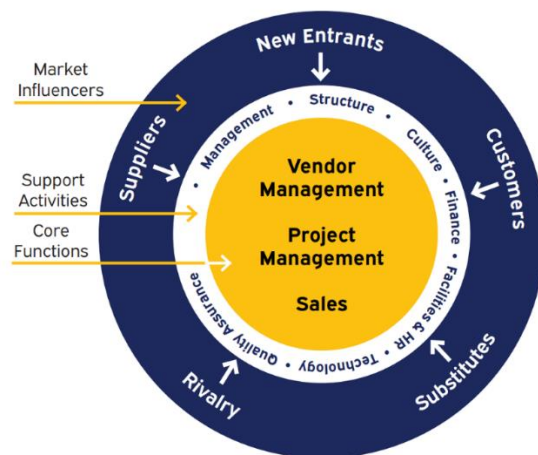 Market
Influencers
Support
Activities
Core
Functions
New Entrants
Customers
Substitutes
Rivalry
Suppliers
• Management • Structure • Culture • Finance • Facilities & HR • Technology • Quality Assurance
Vendor
Management
Project
Management
Sales